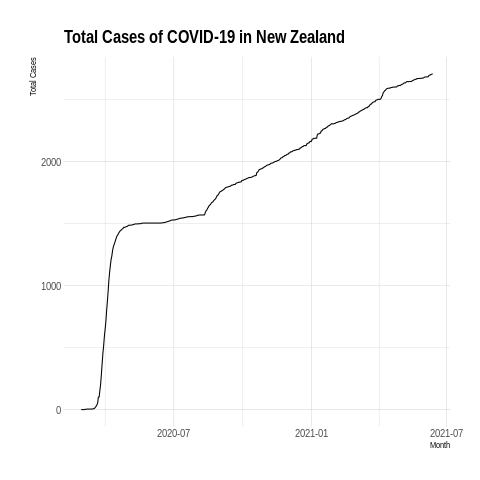 Total Cases of COVID-19 in New Zealand
Total Cases
2000
1000
0
2020-07
2021-01
2021-07
Month